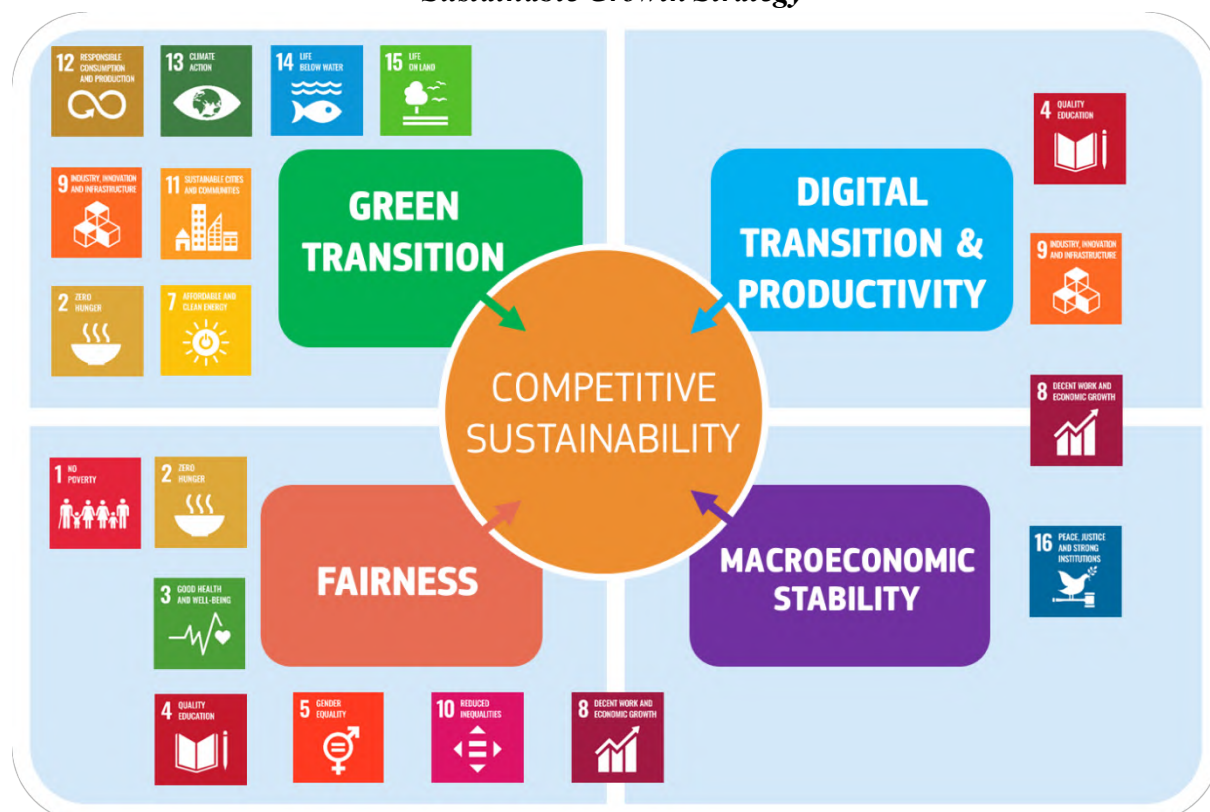 Sustainable Growth Strategy
12 RESPONSIBLE
CONSUMPTION
AND PRODUCTION
13 CLIMATE
ACTION
14 LIFE
BELOW WATER
15 LIFE
ON LAND
9 INDUSTRY, INNOVATION
AND INFRASTRUCTURE
11 SUSTAINABLE CITIES
AND COMMUNITIES
2 ZERO
HUNGER
7 AFFORDABLE AND
CLEAN ENERGY
GREEN
TRANSITION
DIGITAL
TRANSITION &
PRODUCTIVITY
4 QUALITY
EDUCATION
9 INDUSTRY, INNOVATION
AND INFRASTRUCTURE
8 DECENT WORK AND
ECONOMIC GROWTH
COMPETITIVE
SUSTAINABILITY
1 NO
POVERTY
2 ZERO
HUNGER
3 GOOD HEALTH
AND WELL-BEING
FAIRNESS
4 QUALITY
EDUCATION
5 GENDER
EQUALITY
10 REDUCED
INEQUALITIES
8 DECENT WORK AND
ECONOMIC GROWTH
MACROECONOMIC
STABILITY
16 PEACE, JUSTICE
AND STRONG
INSTITUTIONS